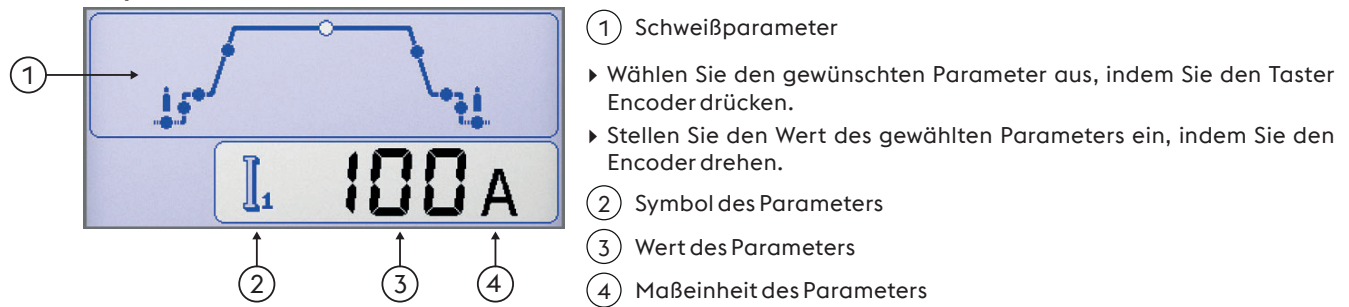 1 Schweißparameter
▸ Wählen Sie den gewünschten Parameter aus, indem Sie den Taster
Encoder drücken.
▸ Stellen Sie den Wert des gewählten Parameters ein, indem Sie den
Encoder drehen.
1
I1 100 A
2 3 4
2 Symbol des Parameters
3 Wert des Parameters
4 Maßeinheit des Parameters